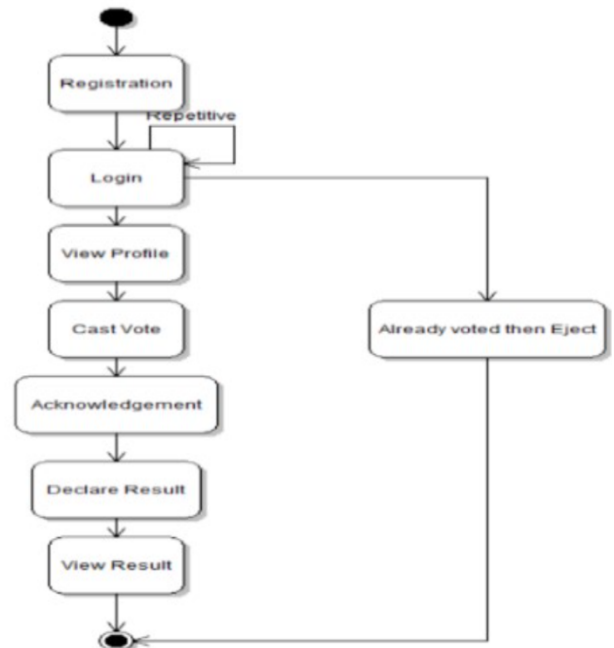 Registration
Repetitive
Login
View Profile
Cast Vote
Already voted then Eject
Acknowledgement
Declare Result
View Result